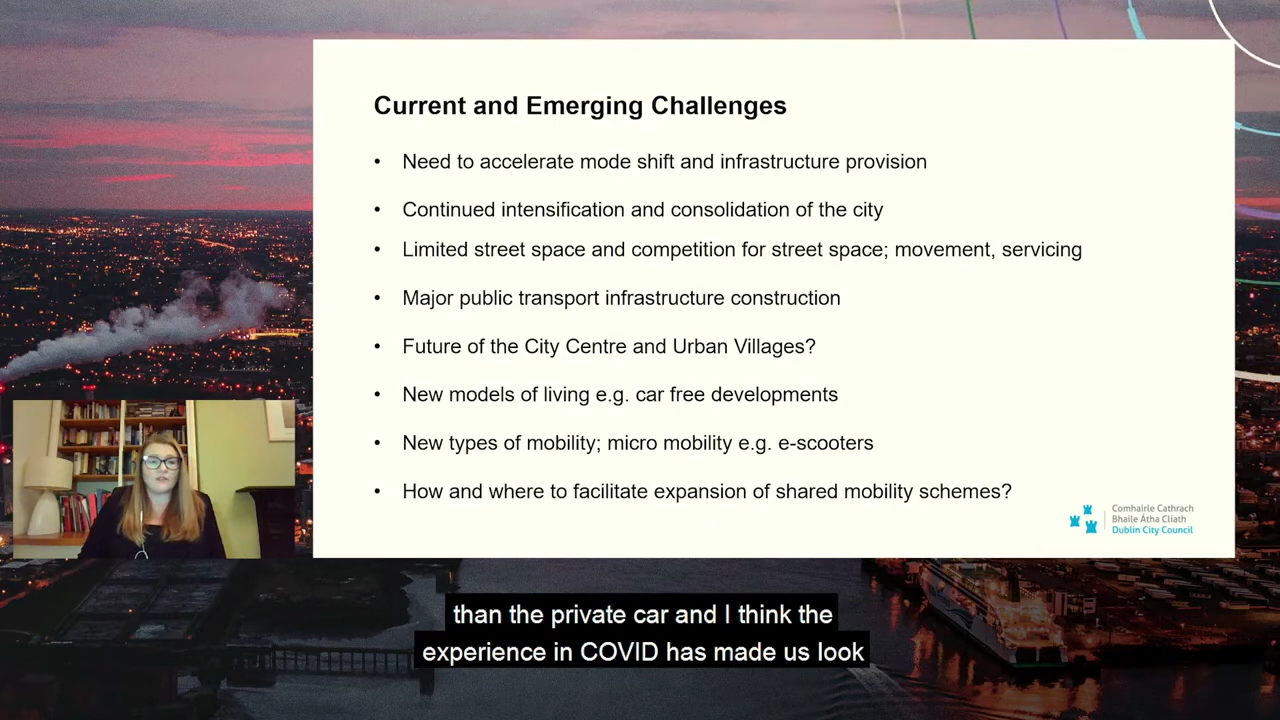 Current and Emerging Challenges
• Need to accelerate mode shift and infrastructure provision
• Continued intensification and consolidation of the city
• Limited street space and competition for street space; movement, servicing
• Major public transport infrastructure construction
• Future of the City Centre and Urban Villages?
• New models of living e.g. car free developments
• New types of mobility; micro mobility e.g. e-scooters
• How and where to facilitate expansion of shared mobility schemes?
Comhairle Cathrach
Bhaile Átha Cliath
Dublin City Council
than the private car and I think the
experience in COVID has made us look